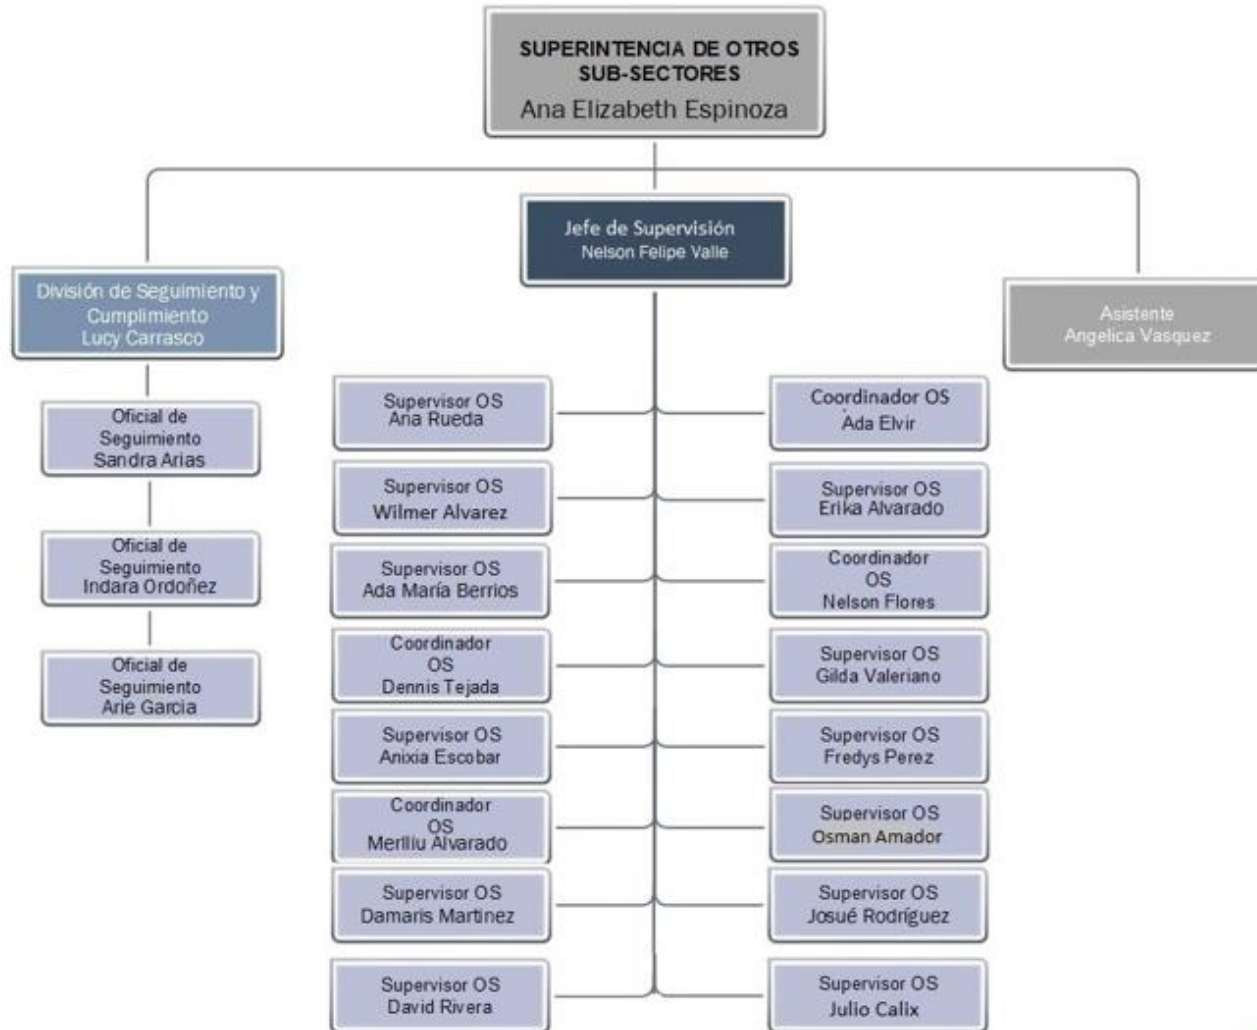 SUPERINTENCIA DE OTROS
SUB-SECTORES
Ana Elizabeth Espinoza
Jefe de Supervisión
Nelson Felipe Valle
División de Seguimiento y
Cumplimiento
Lucy Carrasco
Asistente
Angelica Vasquez
Oficial de
Seguimiento
Sandra Arias
Oficial de
Seguimiento
Indara Ordoñez
Oficial de
Seguimiento
Arie Garcia
Supervisor OS
Ana Rueda
Coordinador OS
Ada Elvir
Supervisor OS
Wilmer Alvarez
Supervisor OS
Erika Alvarado
Supervisor OS
Ada María Berrios
Coordinador
OS
Nelson Flores
Coordinador
OS
Dennis Tejada
Supervisor OS
Gilda Valeriano
Supervisor OS
Anixia Escobar
Supervisor OS
Fredys Perez
Coordinador
OS
Merlliu Alvarado
Supervisor OS
Osman Amador
Supervisor OS
Damaris Martinez
Supervisor OS
Josué Rodríguez
Supervisor OS
David Rivera
Supervisor OS
Julio Calix